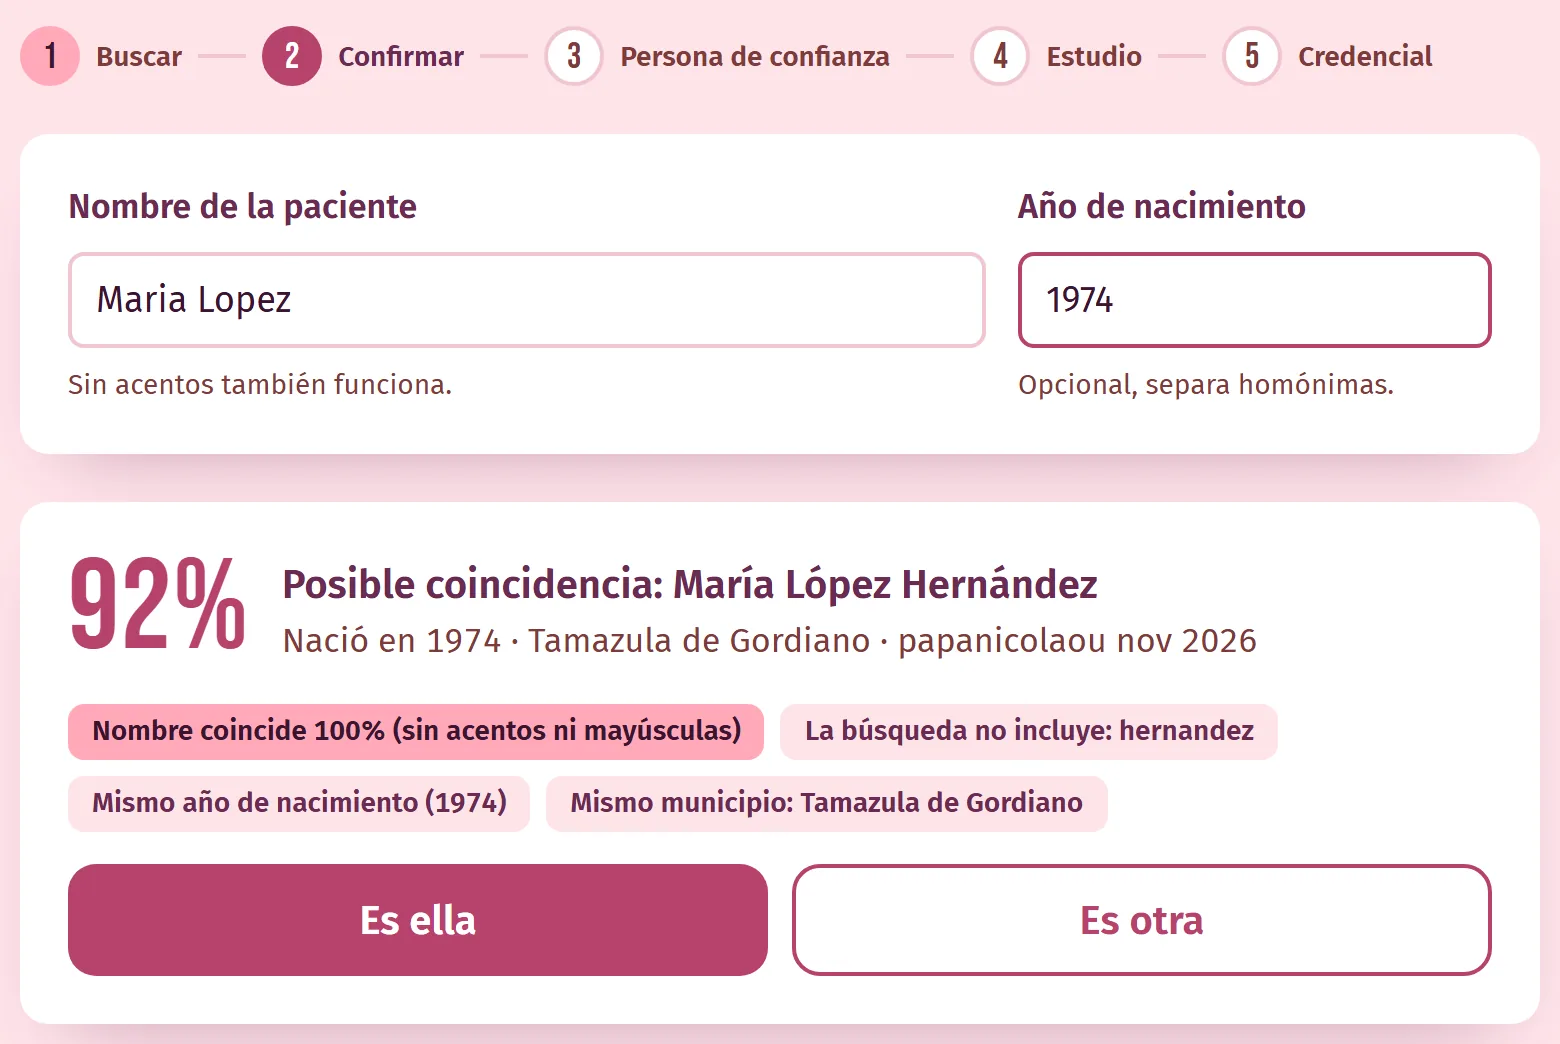 1 Buscar 2 Confirmar 3 Persona de confianza 4 Estudio 5 Credencial
Nombre de la paciente
Año de nacimiento
Maria Lopez
1974
Sin acentos también funciona.
Opcional, separa homónimas.
92%
Posible coincidencia: María López Hernández
Nació en 1974 · Tamazula de Gordiano · papanicolaou nov 2026
Nombre coincide 100% (sin acentos ni mayúsculas)
La búsqueda no incluye: hernandez
Mismo año de nacimiento (1974)
Mismo municipio: Tamazula de Gordiano
Es ella
Es otra